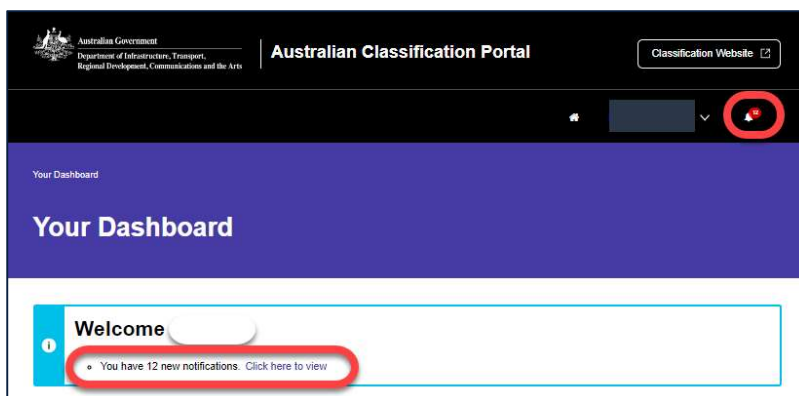 Australian Government
Department of Infrastructure, Transport,
Regional Development, Communications and the Arts
Australian Classification Portal
Classification Website
12
Your Dashboard
Your Dashboard
Welcome
You have 12 new notifications. Click here to view